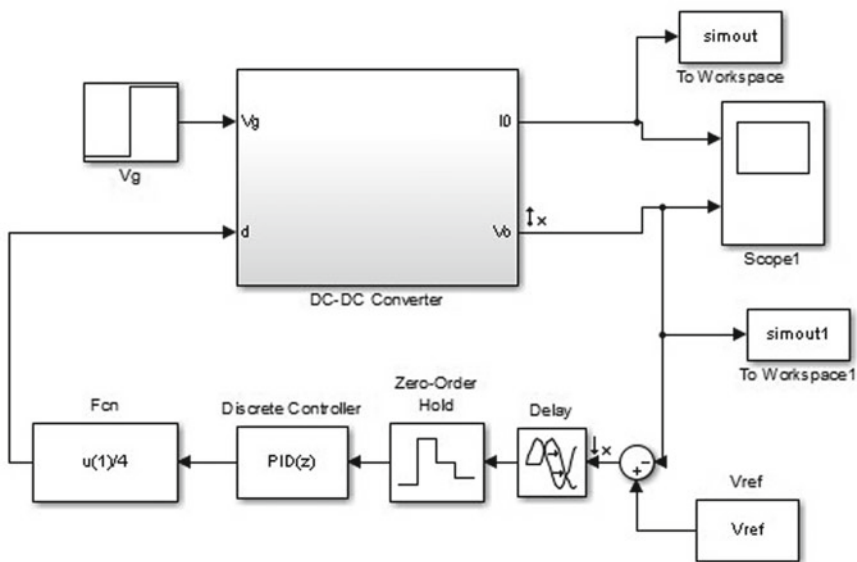 simout
To Workspace
Vg
Vg
I0
d
Vo
x
DC-DC Converter
Scope1
simout1
To Workspace1
Fcn
Discrete Controller
Zero-Order
Hold
Delay
u(1)/4
PID(z)
x
Vref
Vref